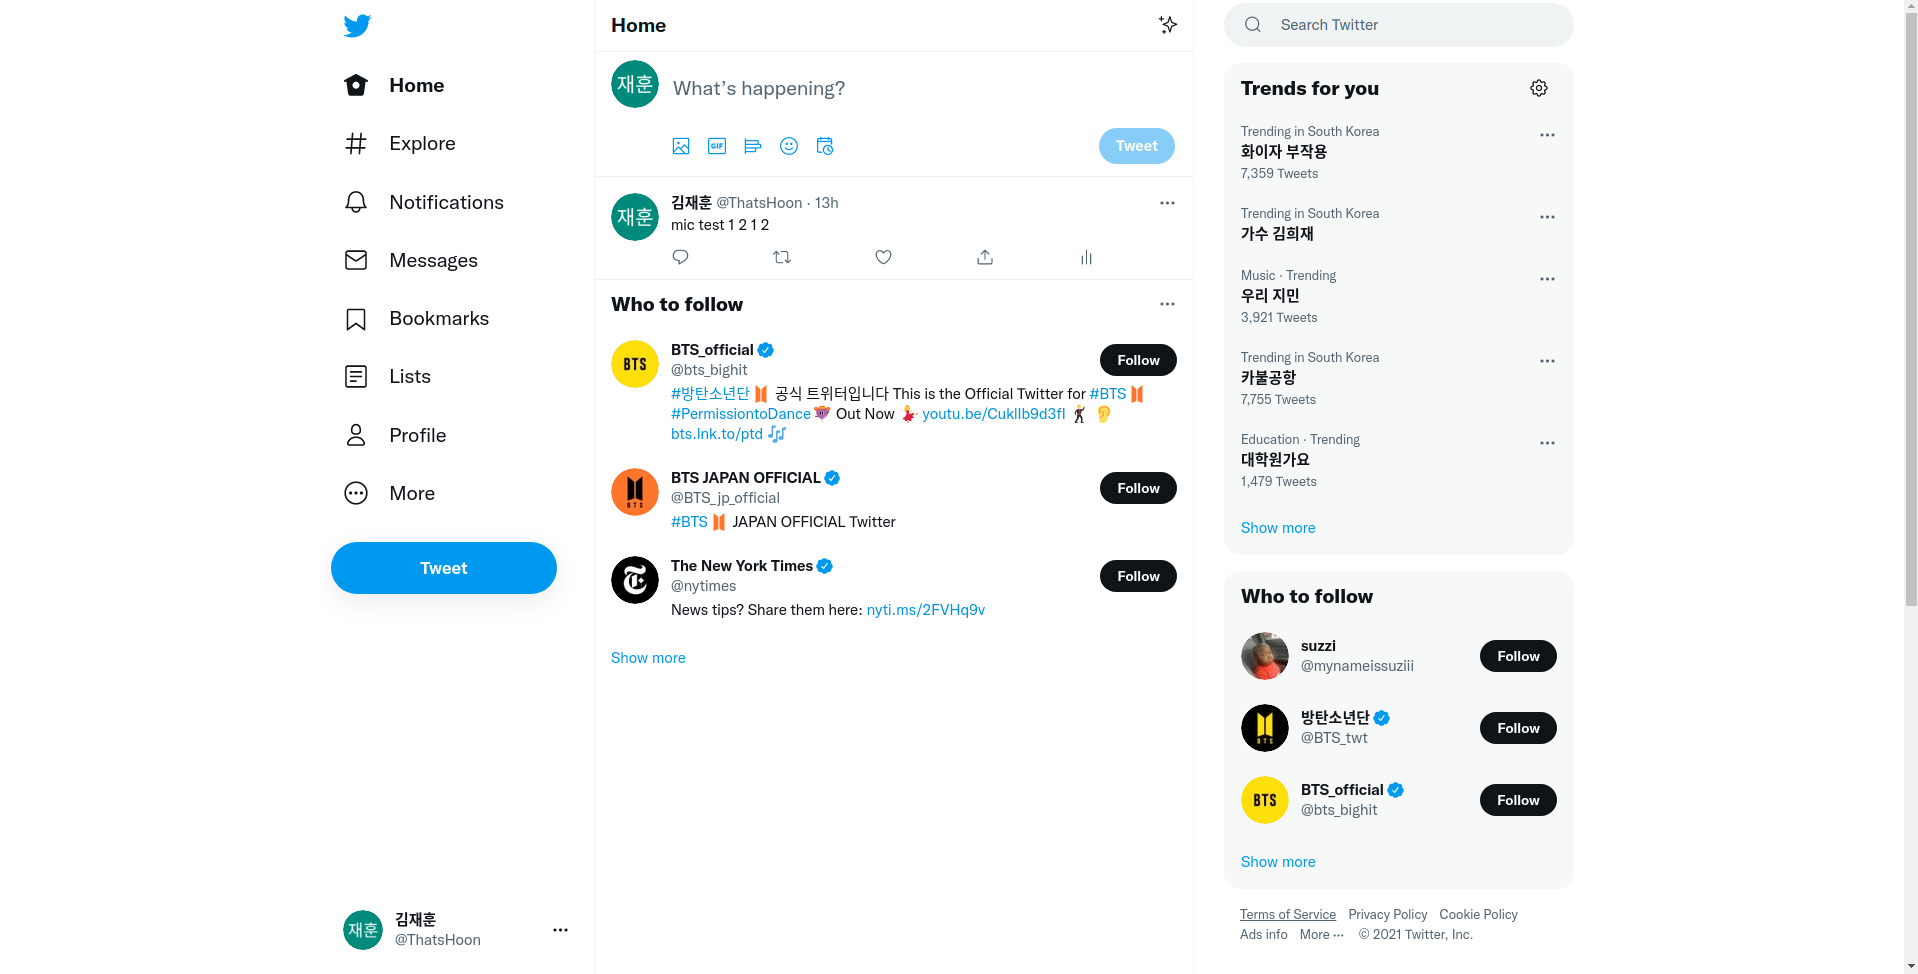 Home
Explore
Notifications
Messages
Bookmarks
Lists
Profile
More
Tweet
김재훈
@ThatsHoon
Home
재훈
What's happening?
GIF
Tweet
재훈
김재훈 @ThatsHoon · 13h
mic test 1 2 1 2
Who to follow
BTS
BTS_official
@bts_bighit
Follow
#방탄소년단 공식 트위터입니다 This is the Official Twitter for #BTS
#PermissiontoDance Out Now youtu.be/CuklIb9d3fI
bts.lnk.to/ptd
BTS
BTS JAPAN OFFICIAL
@BTS_jp_official
Follow
#BTS JAPAN OFFICIAL Twitter
The New York Times
@nytimes
Follow
News tips? Share them here: nyti.ms/2FVHq9v
Show more
Search Twitter
Trends for you
Trending in South Korea
화이자 부작용
7,359 Tweets
Trending in South Korea
가수 김희재
Music · Trending
우리 지민
3,921 Tweets
Trending in South Korea
카불공항
7,755 Tweets
Education · Trending
대학원가요
1,479 Tweets
Show more
Who to follow
suzzi
@mynameissuziii
Follow
방탄소년단
@BTS_twt
Follow
BTS
BTS
BTS_official
@bts_bighit
Follow
Show more
Terms of Service Privacy Policy Cookie Policy
Ads info More ··· © 2021 Twitter, Inc.
재훈